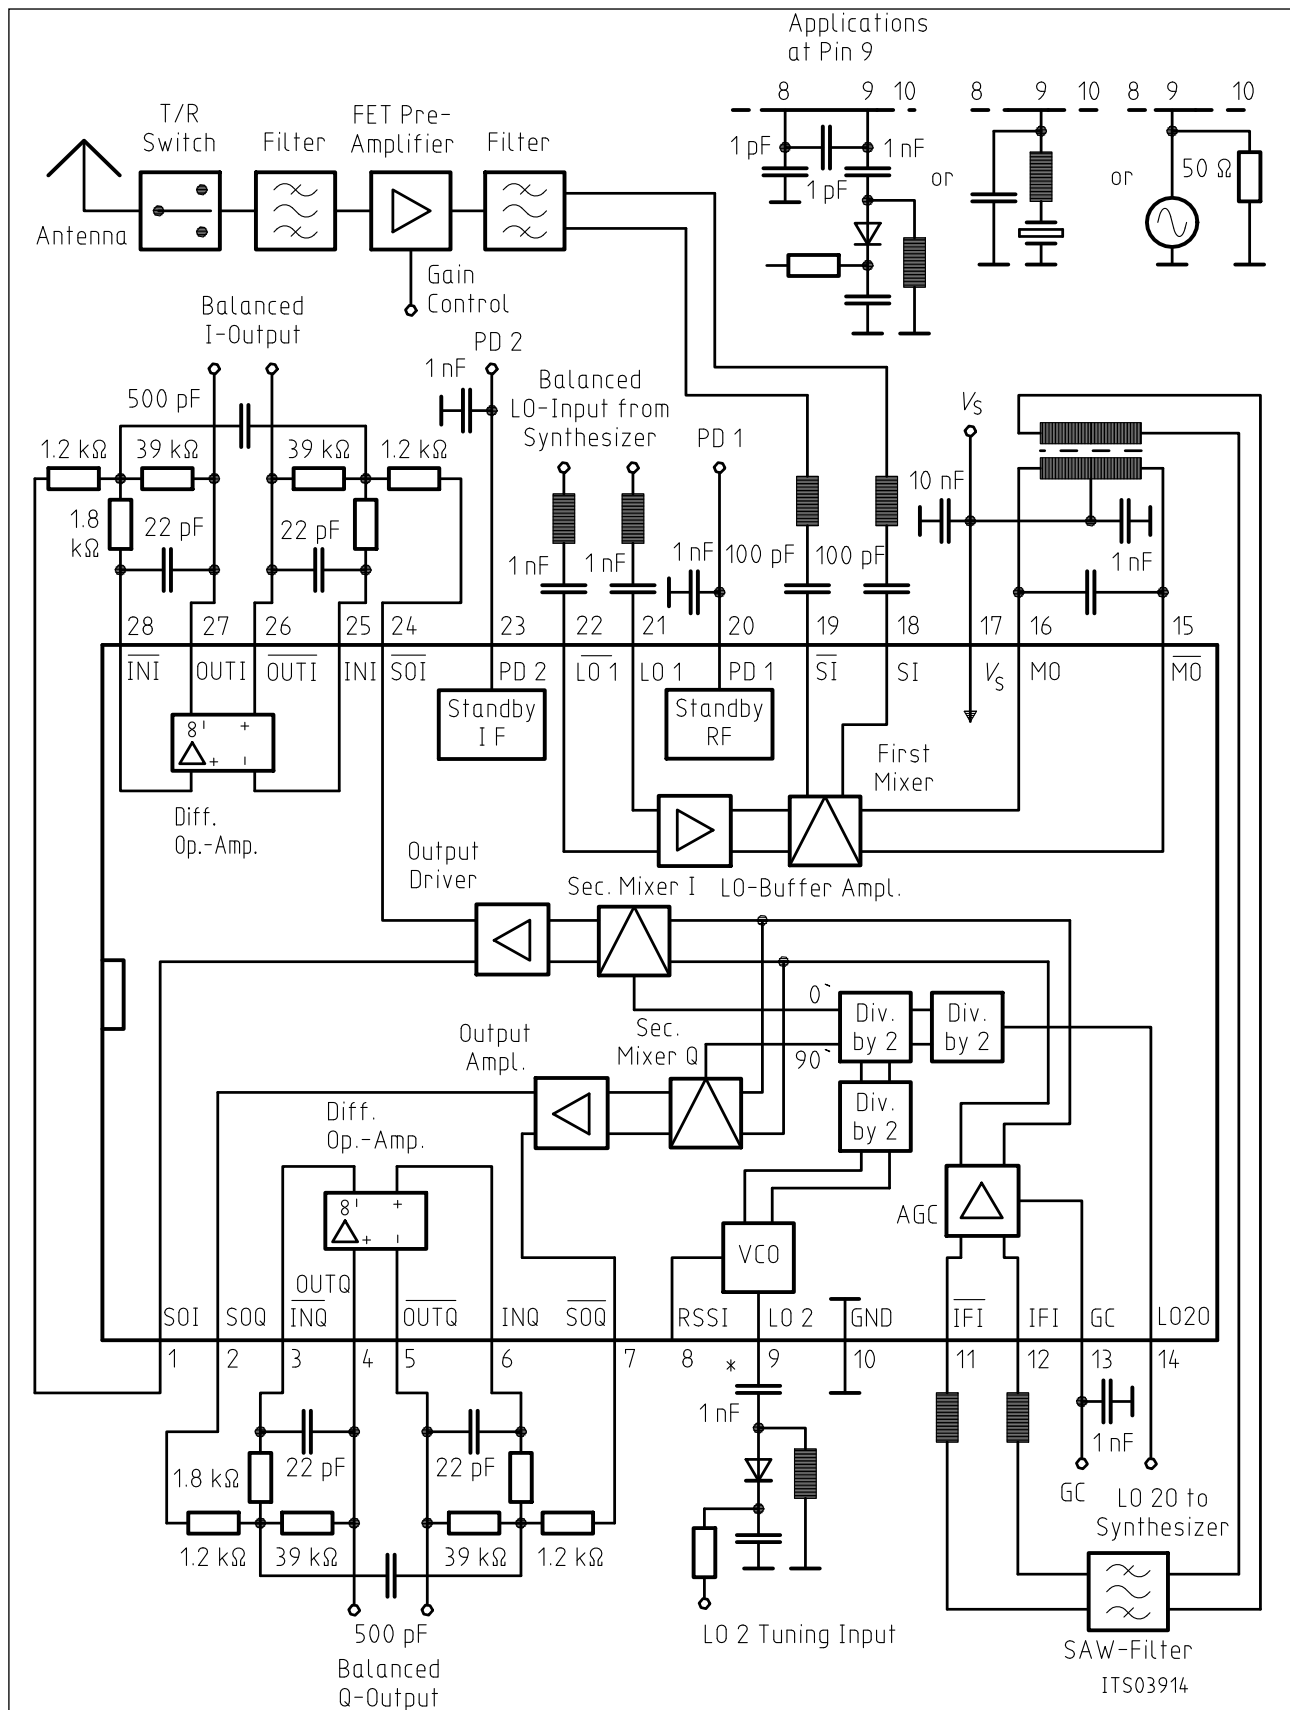 Applications
at Pin 9
8 9 10 8 9 10 8 9 10
T/R
Switch
Filter
FET Pre-
Amplifier
Filter
1 pF
1 nF
1 pF
or
or
50 Ω
Antenna
Gain
Control
Balanced
I-Output
PD 2
1 nF
500 pF
Balanced
LO-Input from
Synthesizer
PD 1
VS
1.2 kΩ 39 kΩ 39 kΩ 1.2 kΩ
10 nF
1.8
kΩ
22 pF 22 pF
1 nF 1 nF 1 nF 100 pF 100 pF 1 nF
28 27 26 25 24 23 22 21 20 19 18 17 16 15
INI OUTI OUTI INI SOI PD 2 LO 1 LO 1 PD 1 SI SI VS MO MO
Standby
I F
Standby
RF
First
Mixer
8 - +
+ -
Diff.
Op.-Amp.
Output
Driver
Sec. Mixer I LO-Buffer Ampl.
0`
90`
Div.
by 2
Div.
by 2
Output
Ampl.
Sec.
Mixer Q
Div.
by 2
Diff.
Op.-Amp.
8 - +
+ -
AGC
VCO
OUTQ
SOI SOQ INQ OUTQ INQ SOQ RSSI LO 2 GND IFI IFI GC LO20
1 2 3 4 5 6 7 8 * 9 10 11 12 13 14
1 nF
1 nF
22 pF 22 pF
1.8 kΩ
GC
LO 20 to
Synthesizer
1.2 kΩ 39 kΩ 39 kΩ 1.2 kΩ
500 pF
Balanced
Q-Output
LO 2 Tuning Input
SAW-Filter
ITS03914